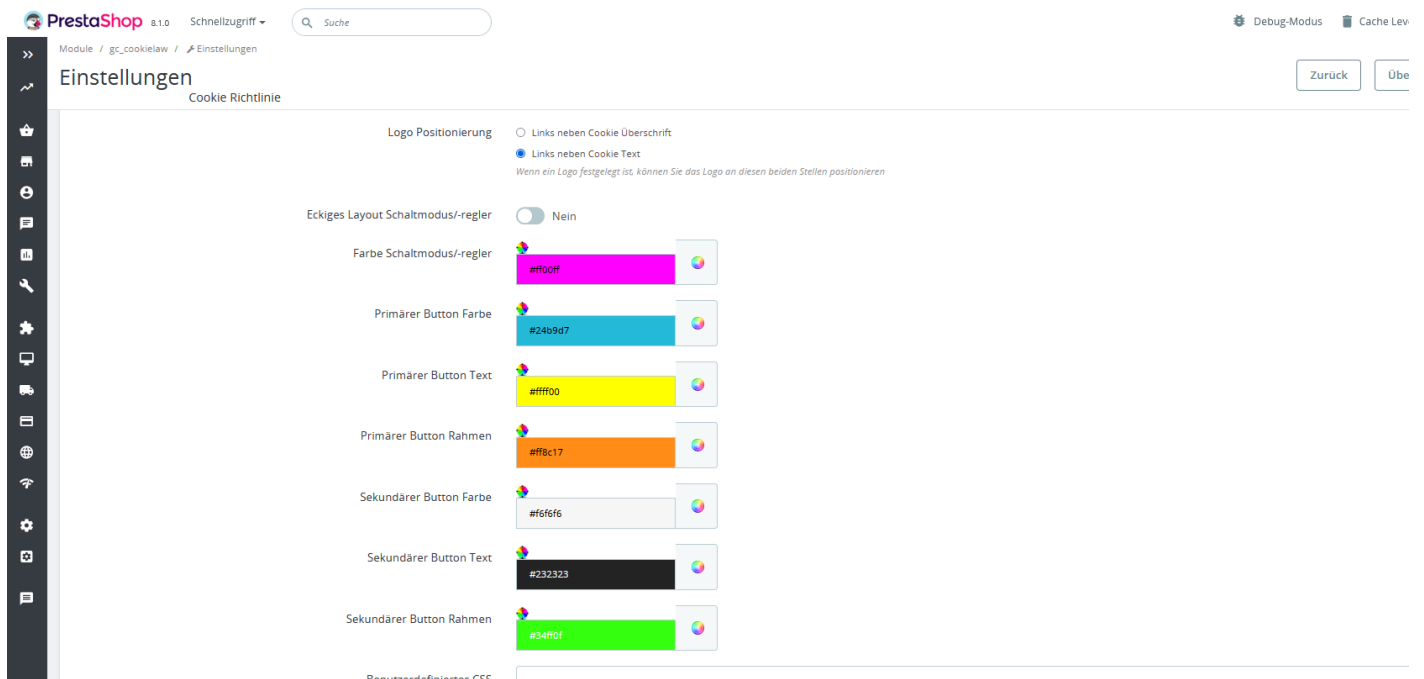 PrestaShop 8.1.0 Schnellzugriff Suche Debug-Modus
Module / gc_cookielaw / Einstellungen
Einstellungen
Zurück
Cookie Richtlinie
Logo Positionierung
Links neben Cookie Überschrift
Links neben Cookie Text
Wenn ein Logo festgelegt ist, können Sie das Logo an diesen beiden Stellen positionieren
Eckiges Layout Schaltmodus/-regler Nein
Farbe Schaltmodus/-regler
#ff00ff
Primärer Button Farbe
#24b9d7
Primärer Button Text
#ffff00
Primärer Button Rahmen
#ff8c17
Sekundärer Button Farbe
#f6f6f6
Sekundärer Button Text
#232323
Sekundärer Button Rahmen
#34ff0f